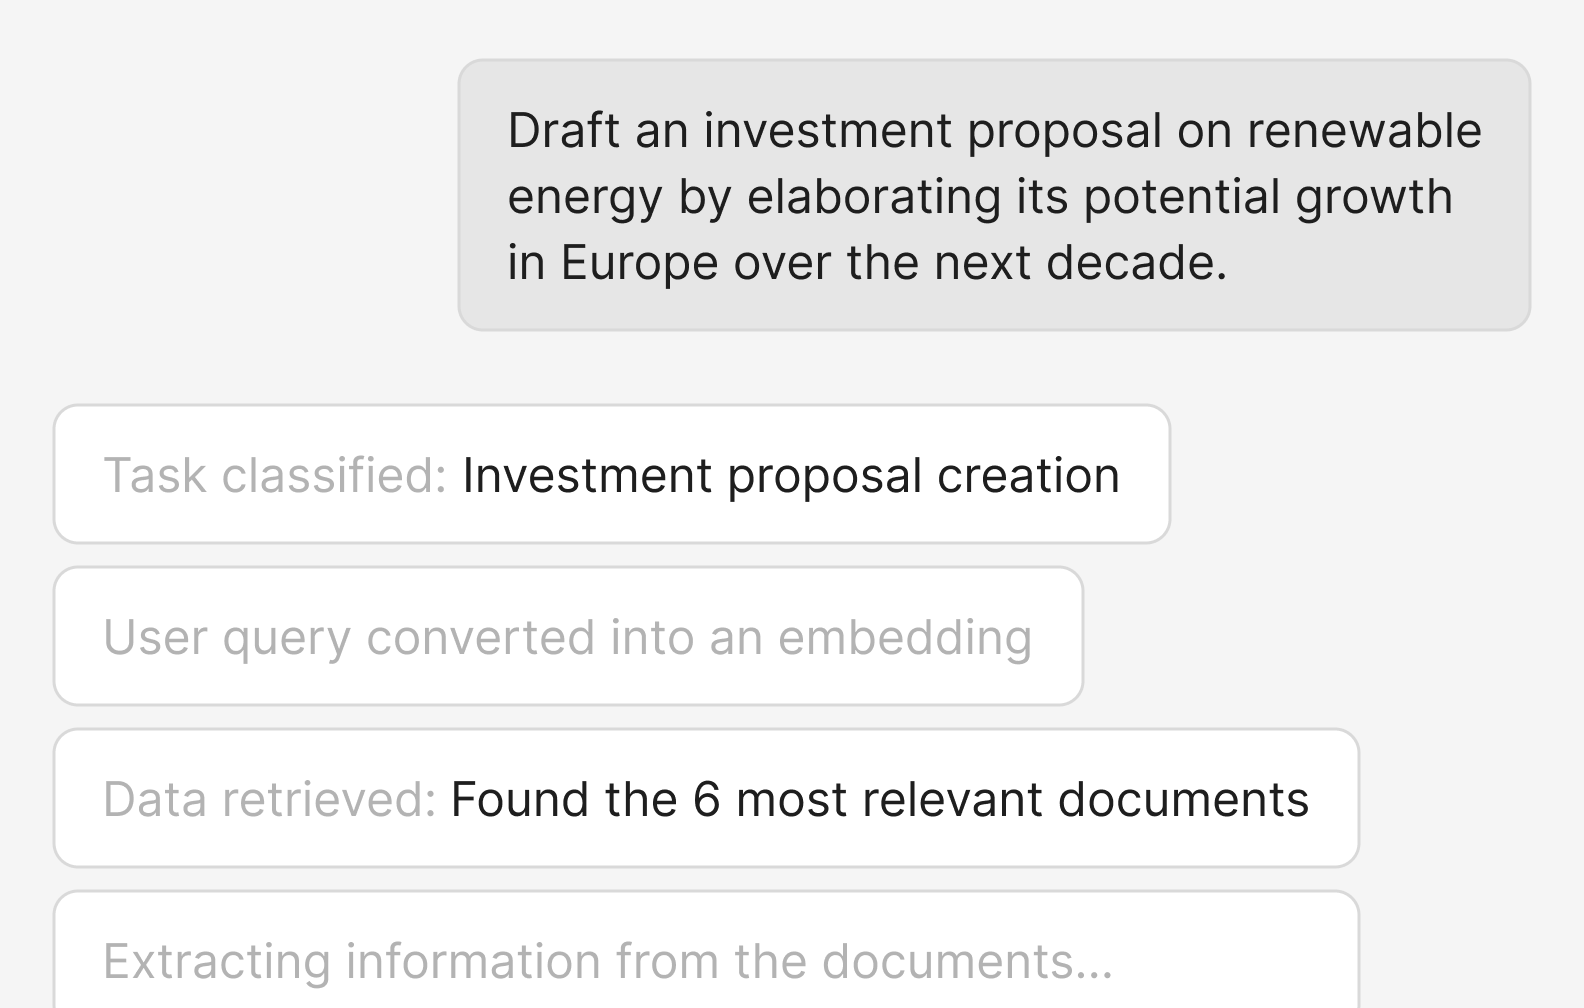 Draft an investment proposal on renewable
energy by elaborating its potential growth
in Europe over the next decade.
Task classified: Investment proposal creation
User query converted into an embedding
Data retrieved: Found the 6 most relevant documents
Extracting information from the documents...